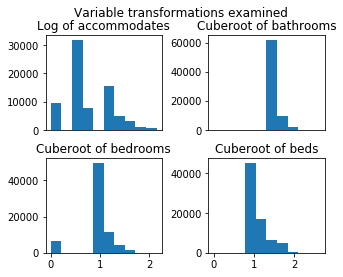 Variable transformations examined
Log of accommodates
Cuberoot of bathrooms
30000
20000
10000
0
60000
40000
20000
0
Cuberoot of bedrooms
Cuberoot of beds
40000
20000
0
40000
20000
0
0 1 2
0 1 2